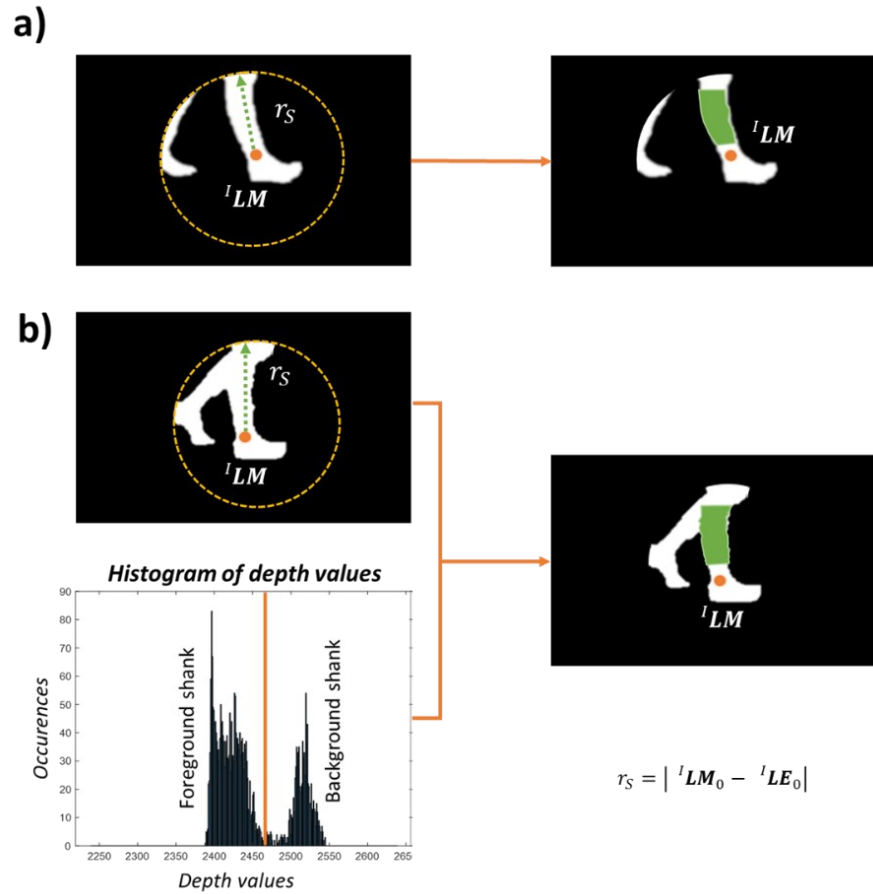 a)
r_S
^I LM
^I LM
b)
r_S
^I LM
Histogram of depth values
90
80
70
60
50
40
30
20
10
0
Occurences
Foreground shank
Background shank
2250 2300 2350 2400 2450 2500 2550 2600 265
Depth values
^I LM
r_S = | ^I LM_0 − ^I LE_0|